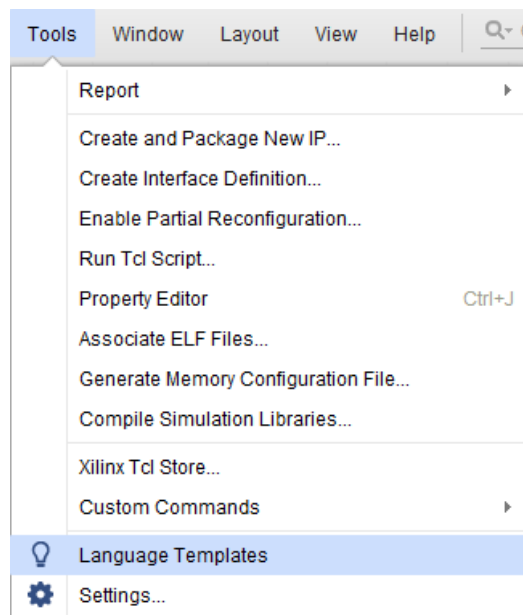 Tools Window Layout View Help
Report
Create and Package New IP...
Create Interface Definition...
Enable Partial Reconfiguration...
Run Tcl Script...
Property Editor Ctrl+J
Associate ELF Files...
Generate Memory Configuration File...
Compile Simulation Libraries...
Xilinx Tcl Store...
Custom Commands
Language Templates
Settings...